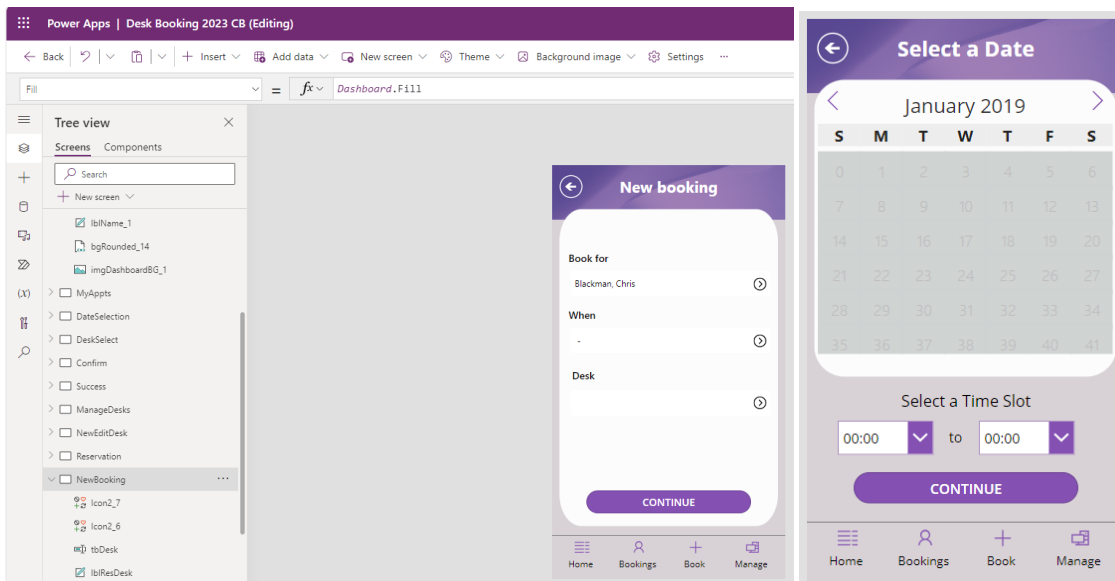 Power Apps | Desk Booking 2023 CB (Editing)
Back Insert Add data New screen Theme Background image Settings ...
Fill = fx Dashboard.Fill
Tree view
Screens Components
Search
New screen
lblName_1
bgRounded_14
imgDashboardBG_1
MyAppts
DateSelection
DeskSelect
Confirm
Success
ManageDesks
NewEditDesk
Reservation
NewBooking ...
Icon2_7
Icon2_6
tbDesk
lblResDesk
New booking
Book for
Blackman, Chris
When
-
Desk
CONTINUE
Home Bookings Book Manage
Select a Date
January 2019
S M T W T F S
0 1 2 3 4 5 6
7 8 9 10 11 12 13
14 15 16 17 18 19 20
21 22 23 24 25 26 27
28 29 30 31 32 33 34
35 36 37 38 39 40 41
Select a Time Slot
00:00 to 00:00
CONTINUE
Home Bookings Book Manage